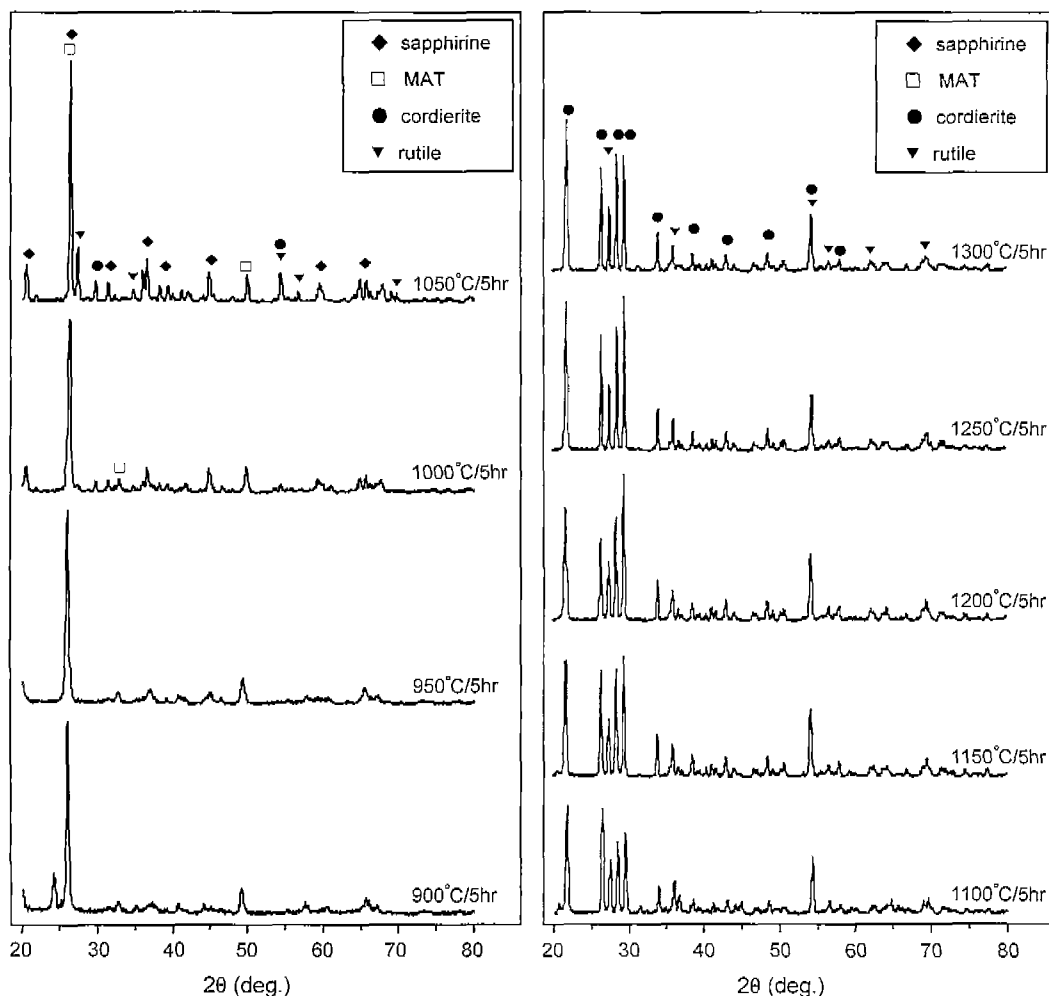 sapphirine
MAT
cordierite
rutile
1050°C/5hr
1000°C/5hr
950°C/5hr
900°C/5hr
20 30 40 50 60 70 80
2θ (deg.)
sapphirine
MAT
cordierite
rutile
1300°C/5hr
1250°C/5hr
1200°C/5hr
1150°C/5hr
1100°C/5hr
20 30 40 50 60 70 80
2θ (deg.)